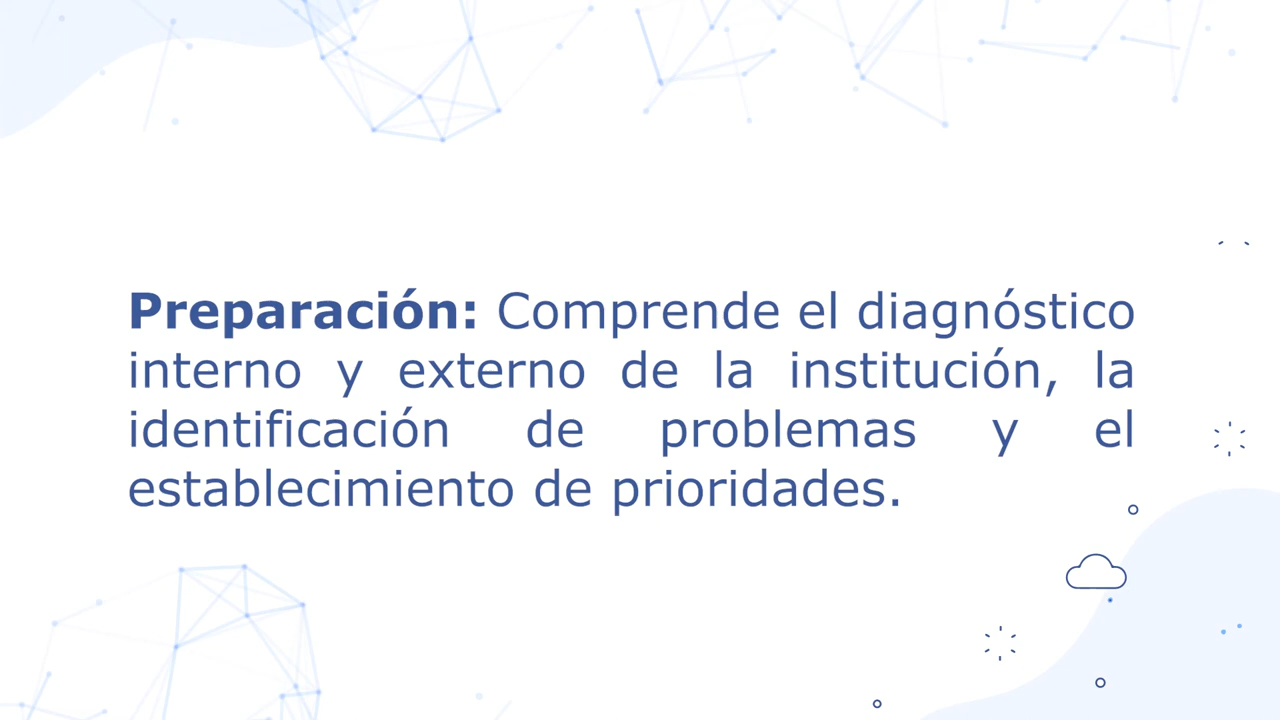 Preparación: Comprende el diagnóstico
interno y externo de la institución, la
identificación de problemas y el
establecimiento de prioridades.